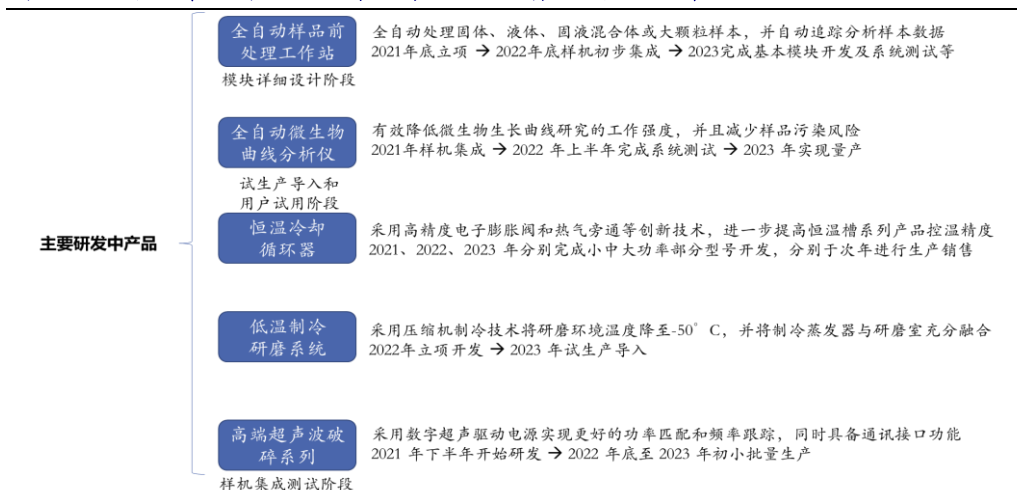 全自动样品前
处理工作站
模块详细设计阶段
全自动处理固体、液体、固液混合体或大颗粒样本，并自动追踪分析样本数据
2021年底立项 → 2022年底样机初步集成 → 2023完成基本模块开发及系统测试等
全自动微生物
曲线分析仪
试生产导入和
用户试用阶段
有效降低微生物生长曲线研究的工作强度，并且减少样品污染风险
2021年样机集成 → 2022 年上半年完成系统测试 → 2023 年实现量产
主要研发中产品
恒温冷却
循环器
采用高精度电子膨胀阀和热气旁通等创新技术，进一步提高恒温槽系列产品控温精度
2021、2022、2023 年分别完成小中大功率部分型号开发，分别于次年进行生产销售
低温制冷
研磨系统
采用压缩机制冷技术将研磨环境温度降至-50°C，并将制冷蒸发器与研磨室充分融合
2022年立项开发 → 2023 年试生产导入
高端超声波破
碎系列
样机集成测试阶段
采用数字超声驱动电源实现更好的功率匹配和频率跟踪，同时具备通讯接口功能
2021 年下半年开始研发 → 2022 年底至 2023 年初小批量生产